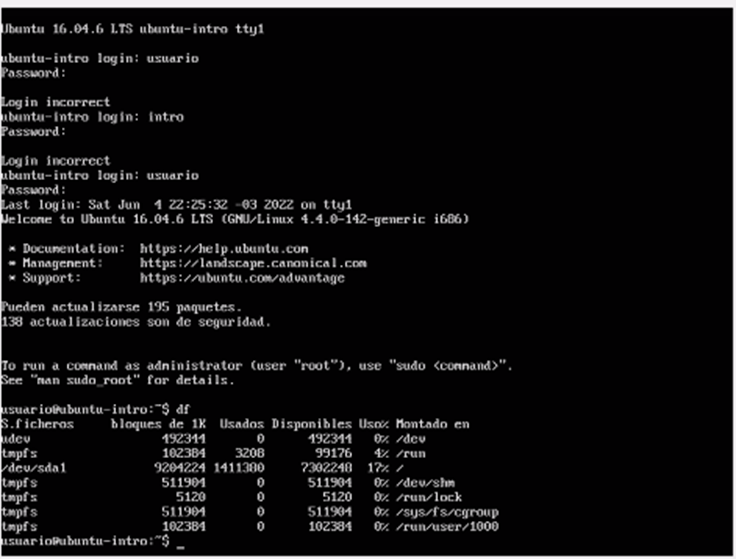 Ubuntu 16.04.6 LTS ubuntu-intro tty1
ubuntu-intro login: usuario
Password:
Login incorrect
ubuntu-intro login: intro
Password:
Login incorrect
ubuntu-intro login: usuario
Password:
Last login: Sat Jun  4 22:25:32 -03 2022 on tty1
Welcome to Ubuntu 16.04.6 LTS (GNU/Linux 4.4.0-142-generic i686)
* Documentation:  https://help.ubuntu.com
* Management:     https://landscape.canonical.com
* Support:        https://ubuntu.com/advantage
Pueden actualizarse 195 paquetes.
138 actualizaciones son de seguridad.
To run a command as administrator (user "root"), use "sudo <command>".
See "man sudo_root" for details.
usuario@ubuntu-intro:~$ df
S.ficheros     bloques de 1K  Usados Disponibles Uso% Montado en
udev                  492344       0      492344   0% /dev
tmpfs                 102384    3208       99176   4% /run
/dev/sda1            9204224 1411380     7302248  17% /
tmpfs                 511904       0      511904   0% /dev/shm
tmpfs                   5120       0        5120   0% /run/lock
tmpfs                 511904       0      511904   0% /sys/fs/cgroup
tmpfs                 102384       0      102384   0% /run/user/1000
usuario@ubuntu-intro:~$ _